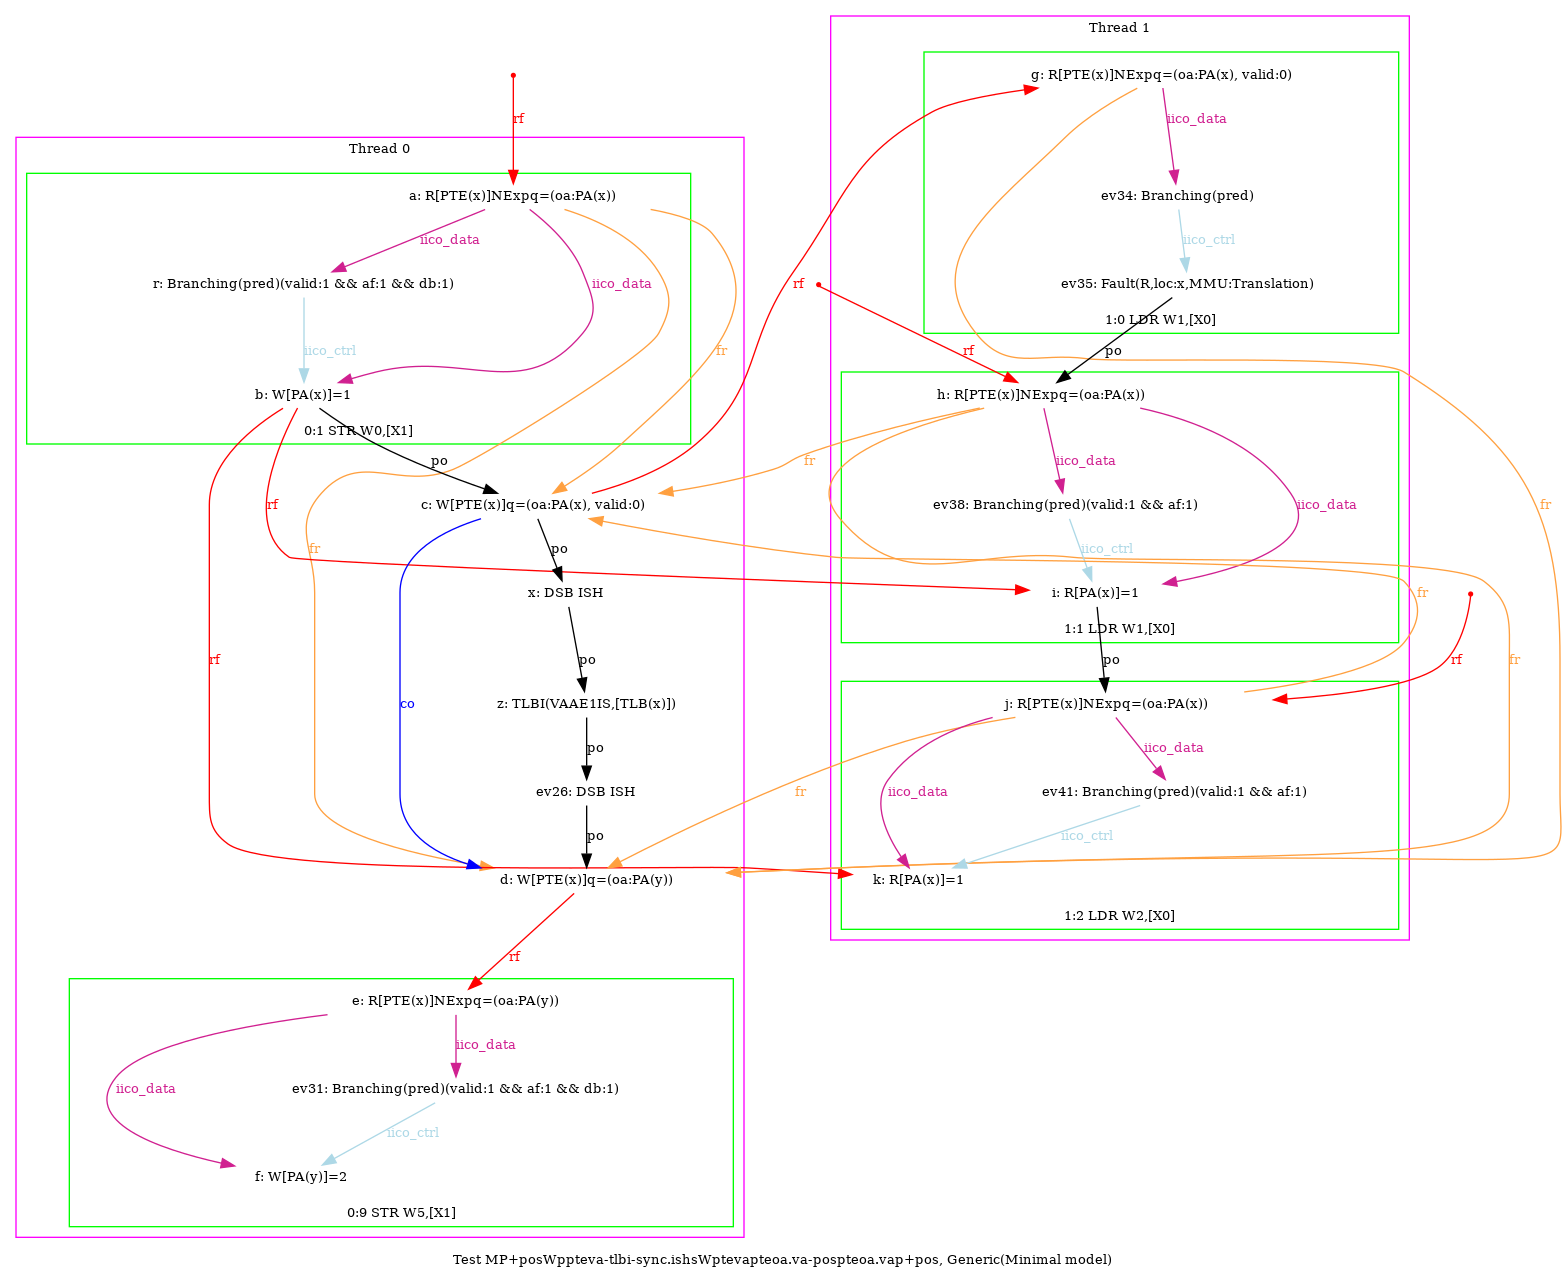 Thread 1
g: R[PTE(x)]NExpq=(oa:PA(x), valid:0)
rf
iico_data
Thread 0
a: R[PTE(x)]NExpq=(oa:PA(x))
ev34: Branching(pred)
iico_data
iico_ctrl
r: Branching(pred)(valid:1 && af:1 && db:1)
iico_data
rf
ev35: Fault(R,loc:x,MMU:Translation)
1:0 LDR W1,[X0]
iico_ctrl
fr
rf
po
b: W[PA(x)]=1
h: R[PTE(x)]NExpq=(oa:PA(x))
0:1 STR W0,[X1]
po
fr
iico_data
rf
c: W[PTE(x)]q=(oa:PA(x), valid:0)
ev38: Branching(pred)(valid:1 && af:1)
iico_data
fr
fr
po
iico_ctrl
x: DSB ISH
i: R[PA(x)]=1
fr
1:1 LDR W1,[X0]
rf
po
po
rf
fr
co
z: TLBI(VAAE1IS,[TLB(x)])
j: R[PTE(x)]NExpq=(oa:PA(x))
po
iico_data
ev26: DSB ISH
fr
iico_data
ev41: Branching(pred)(valid:1 && af:1)
po
iico_ctrl
d: W[PTE(x)]q=(oa:PA(y))
k: R[PA(x)]=1
1:2 LDR W2,[X0]
rf
e: R[PTE(x)]NExpq=(oa:PA(y))
iico_data
iico_data
ev31: Branching(pred)(valid:1 && af:1 && db:1)
iico_ctrl
f: W[PA(y)]=2
0:9 STR W5,[X1]
Test MP+posWppteva-tlbi-sync.ishsWptevapteoa.va-pospteoa.vap+pos, Generic(Minimal model)